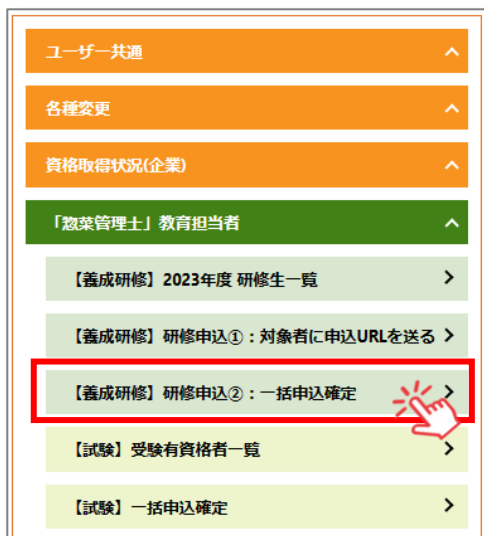 ユーザー共通
各種変更
資格取得状況(企業)
「惣菜管理士」教育担当者
【養成研修】2023年度 研修生一覧
【養成研修】研修申込①：対象者に申込URLを送る
【養成研修】研修申込②：一括申込確定
【試験】受験有資格者一覧
【試験】一括申込確定